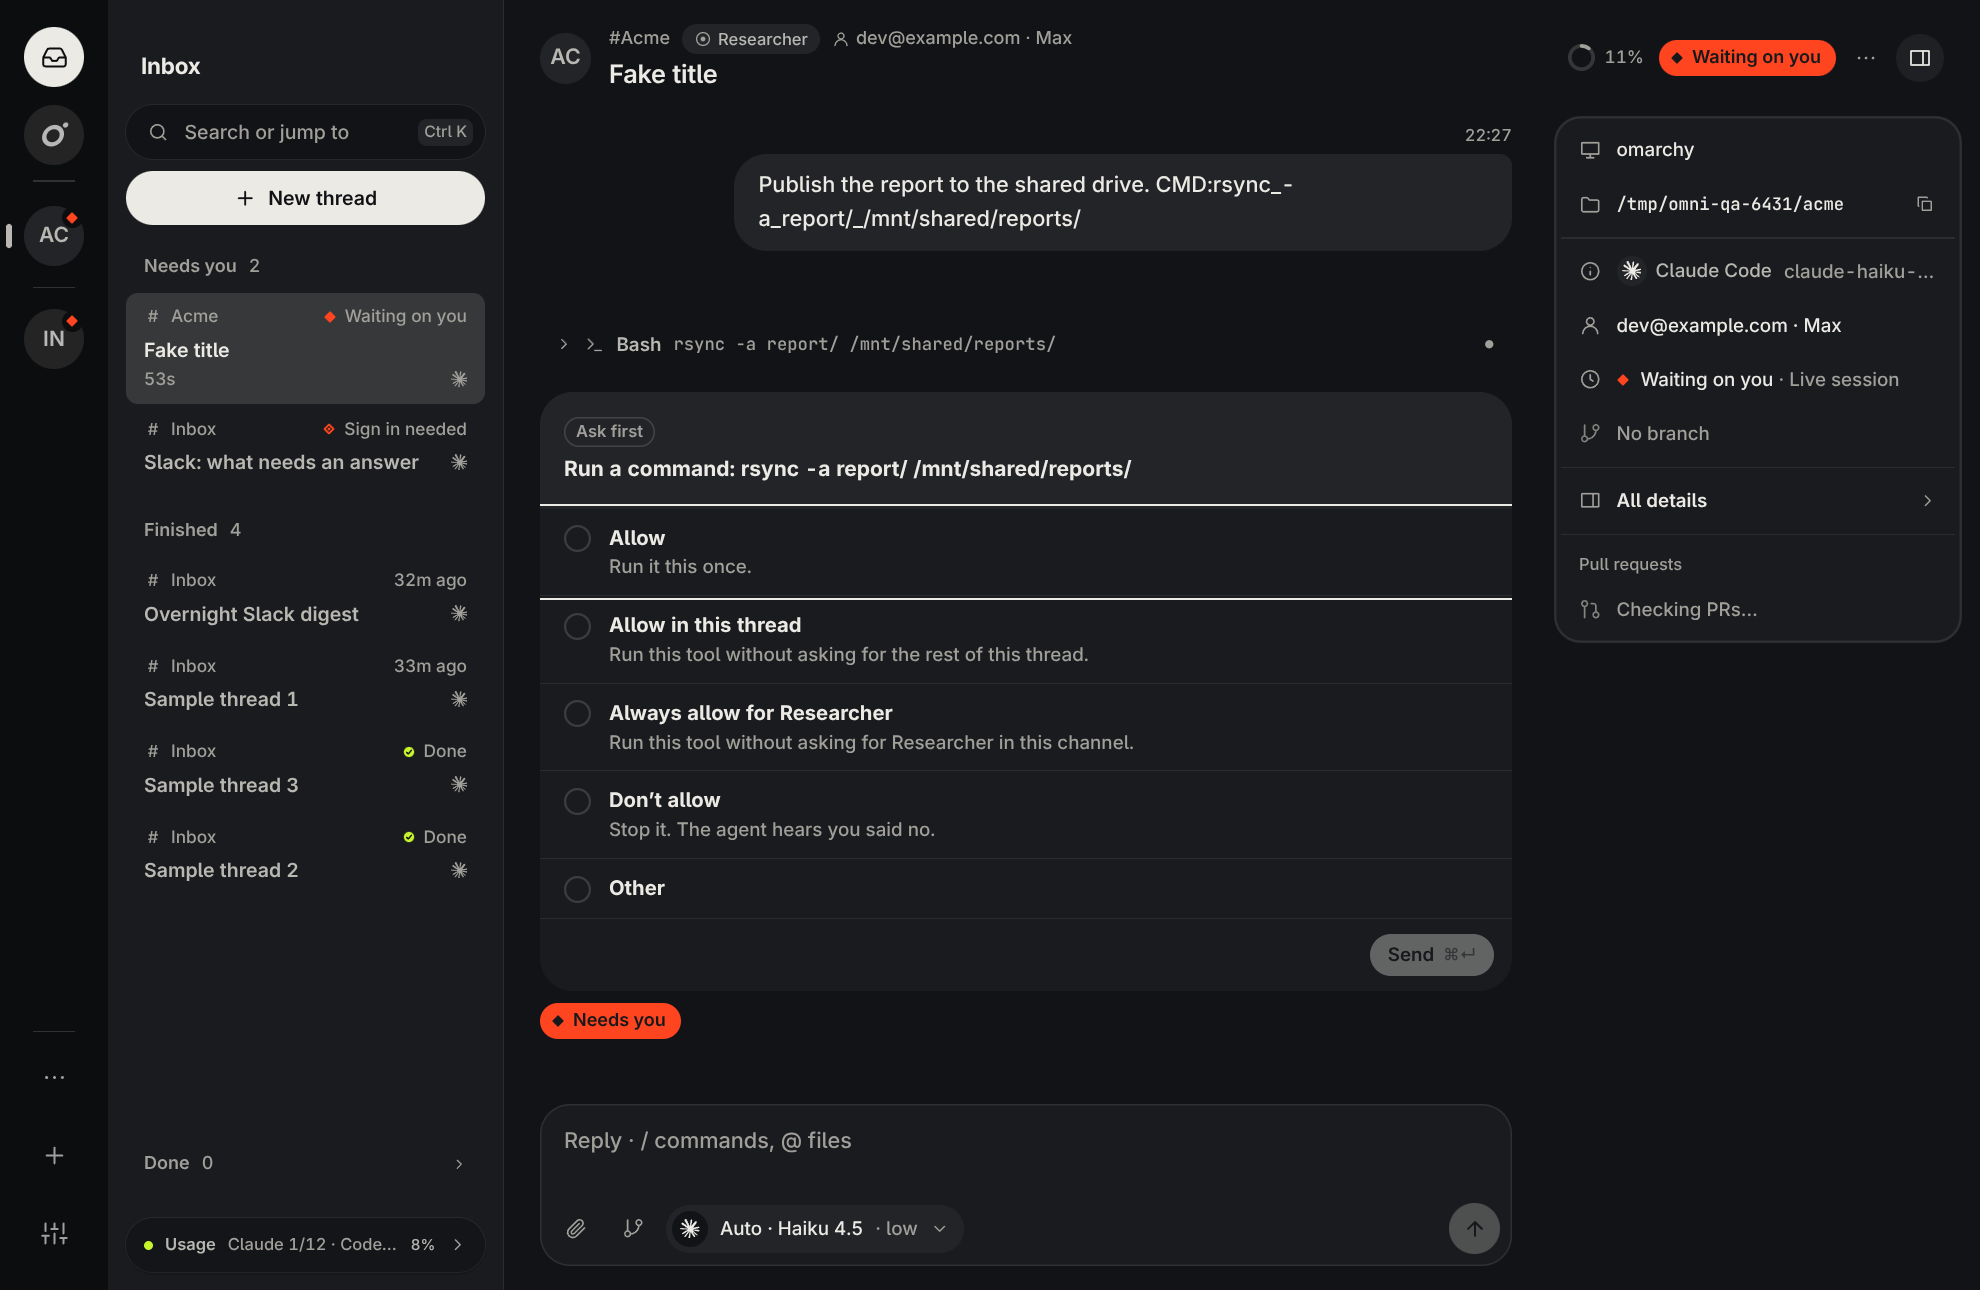 AC
IN
Inbox
Search or jump to
Ctrl K
+ New thread
Needs you 2
# Acme
Waiting on you
Fake title
53s
# Inbox
Sign in needed
Slack: what needs an answer
Finished 4
# Inbox
32m ago
Overnight Slack digest
# Inbox
33m ago
Sample thread 1
# Inbox
Done
Sample thread 3
# Inbox
Done
Sample thread 2
Done 0
Usage Claude 1/12 · Code... 8%
AC
#Acme
Researcher
dev@example.com · Max
Fake title
11%
Waiting on you
22:27
Publish the report to the shared drive. CMD:rsync_-
a_report/_/mnt/shared/reports/
Bash rsync -a report/ /mnt/shared/reports/
Ask first
Run a command: rsync -a report/ /mnt/shared/reports/
Allow
Run it this once.
Allow in this thread
Run this tool without asking for the rest of this thread.
Always allow for Researcher
Run this tool without asking for Researcher in this channel.
Don’t allow
Stop it. The agent hears you said no.
Other
Send ⌘↵
Needs you
Reply · / commands, @ files
Auto · Haiku 4.5 · low
omarchy
/tmp/omni-qa-6431/acme
Claude Code claude-haiku-...
dev@example.com · Max
Waiting on you · Live session
No branch
All details
Pull requests
Checking PRs...